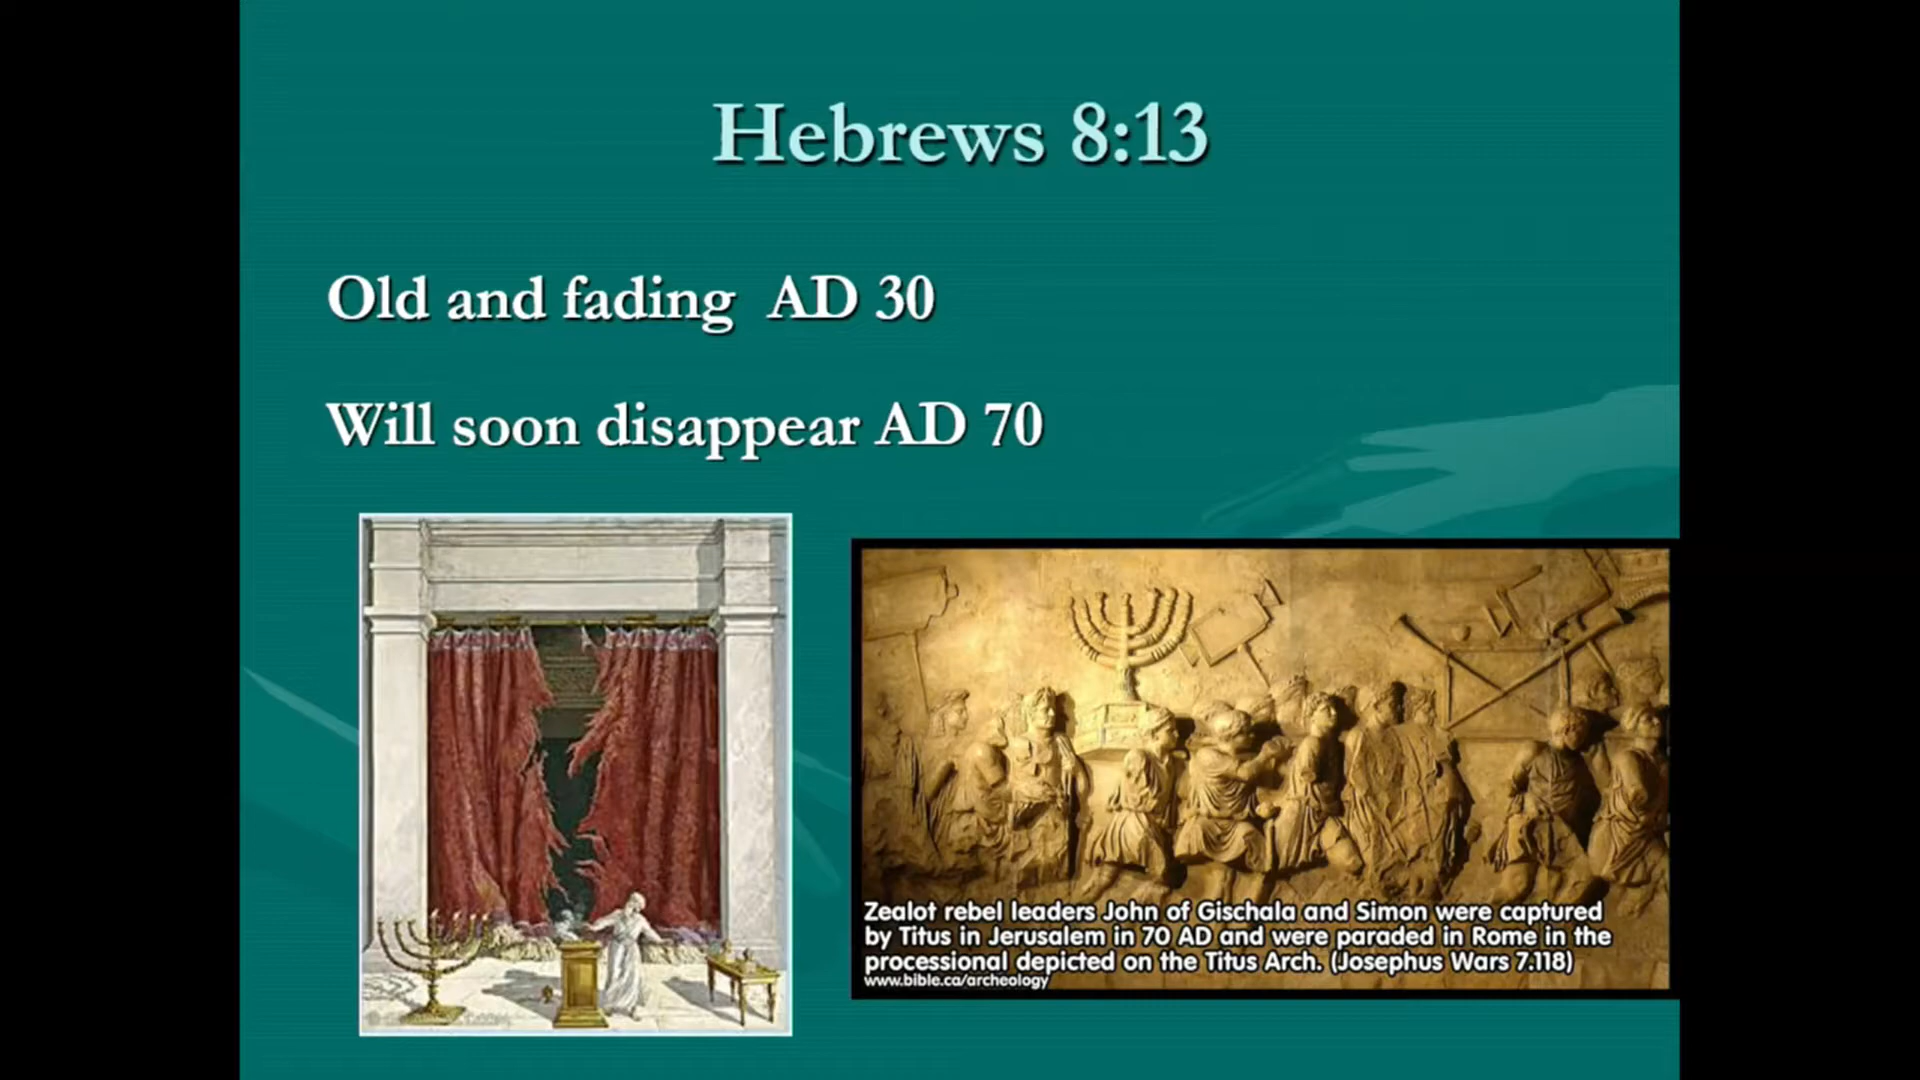 Hebrews 8:13
Old and fading AD 30
Will soon disappear AD 70
Zealot rebel leaders John of Gischala and Simon were captured
by Titus in Jerusalem in 70 AD and were paraded in Rome in the
processional depicted on the Titus Arch. (Josephus Wars 7.118)
www.bible.ca/archeology